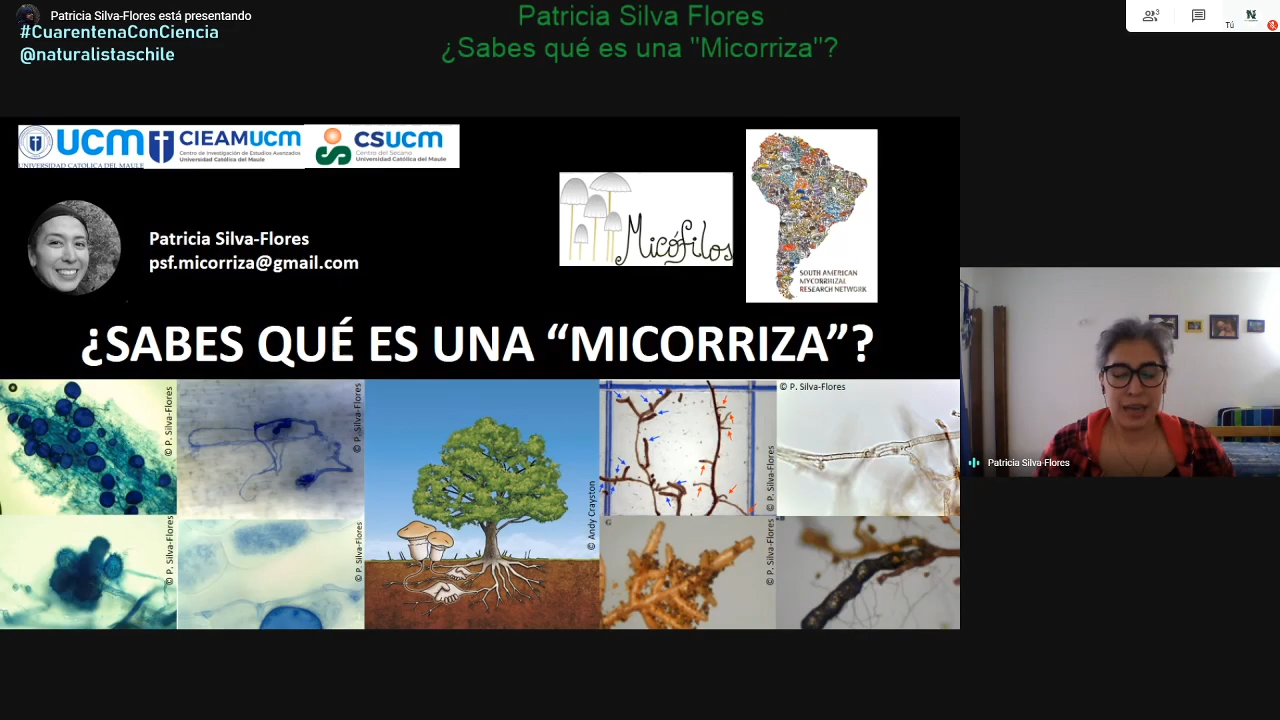 Patricia Silva-Flores está presentando
#CuarentenaConCiencia
@naturalistaschile
Patricia Silva Flores
¿Sabes qué es una "Micorriza"?
3
Tú
UCM
UNIVERSIDAD CATOLICA DEL MAULE
CIEAMUCM
Centro de Investigación de Estudios Avanzados
Universidad Católica del Maule
CSUCM
Centro del Secano
Universidad Católica del Maule
Patricia Silva-Flores
psf.micorriza@gmail.com
Micófilos
SOUTH AMERICAN
MYCORRHIZAL
RESEARCH NETWORK
¿SABES QUÉ ES UNA “MICORRIZA”?
© P. Silva-Flores
© P. Silva-Flores
© Andy Crayston
© P. Silva-Flores
© P. Silva-Flores
© P. Silva-Flores
© P. Silva-Flores
© P. Silva-Flores
Patricia Silva-Flores